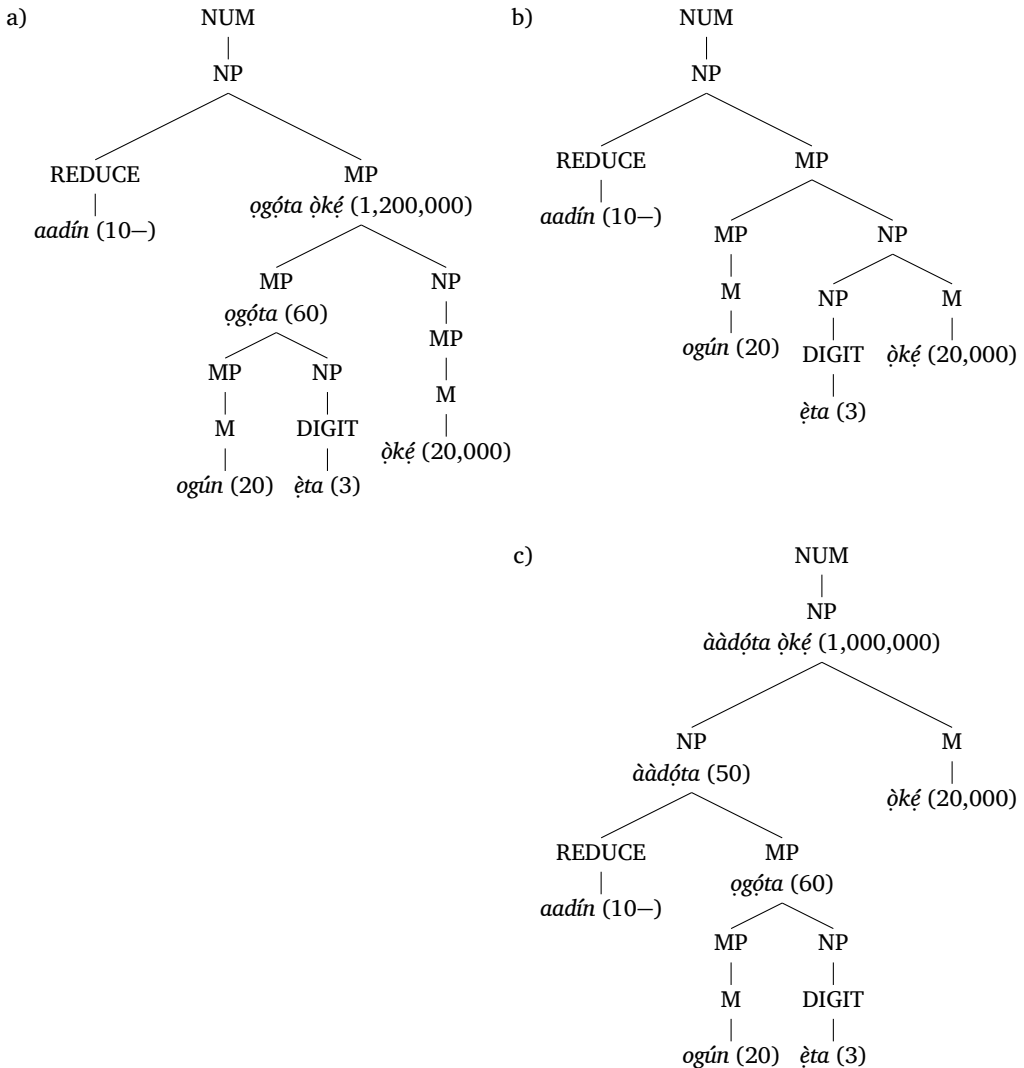 a)
NUM
NP
REDUCE MP
aadín (10−) ọgọ́ta ọ̀kẹ́ (1,200,000)
MP NP
ọgọ́ta (60)
MP
MP NP
M
M DIGIT
ọ̀kẹ́ (20,000)
ogún (20) ẹ̀ta (3)
b)
NUM
NP
REDUCE MP
aadín (10−)
MP NP
M
NP M
ogún (20)
DIGIT ọ̀kẹ́ (20,000)
ẹ̀ta (3)
c)
NUM
NP
ààdọ́ta ọ̀kẹ́ (1,000,000)
NP M
ààdọ́ta (50)
ọ̀kẹ́ (20,000)
REDUCE MP
ọgọ́ta (60)
aadín (10−)
MP NP
M DIGIT
ogún (20) ẹ̀ta (3)